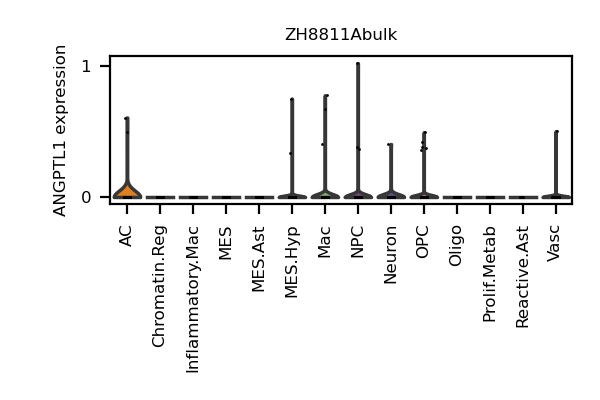 ZH8811Abulk
ANGPTL1 expression
1
0
AC
Chromatin.Reg
Inflammatory.Mac
MES
MES.Ast
MES.Hyp
Mac
NPC
Neuron
OPC
Oligo
Prolif.Metab
Reactive.Ast
Vasc